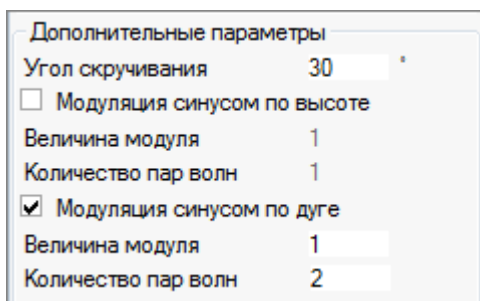 Дополнительные параметры
Угол скручивания 30 °
Модуляция синусом по высоте
Величина модуля 1
Количество пар волн 1
Модуляция синусом по дуге
Величина модуля 1
Количество пар волн 2